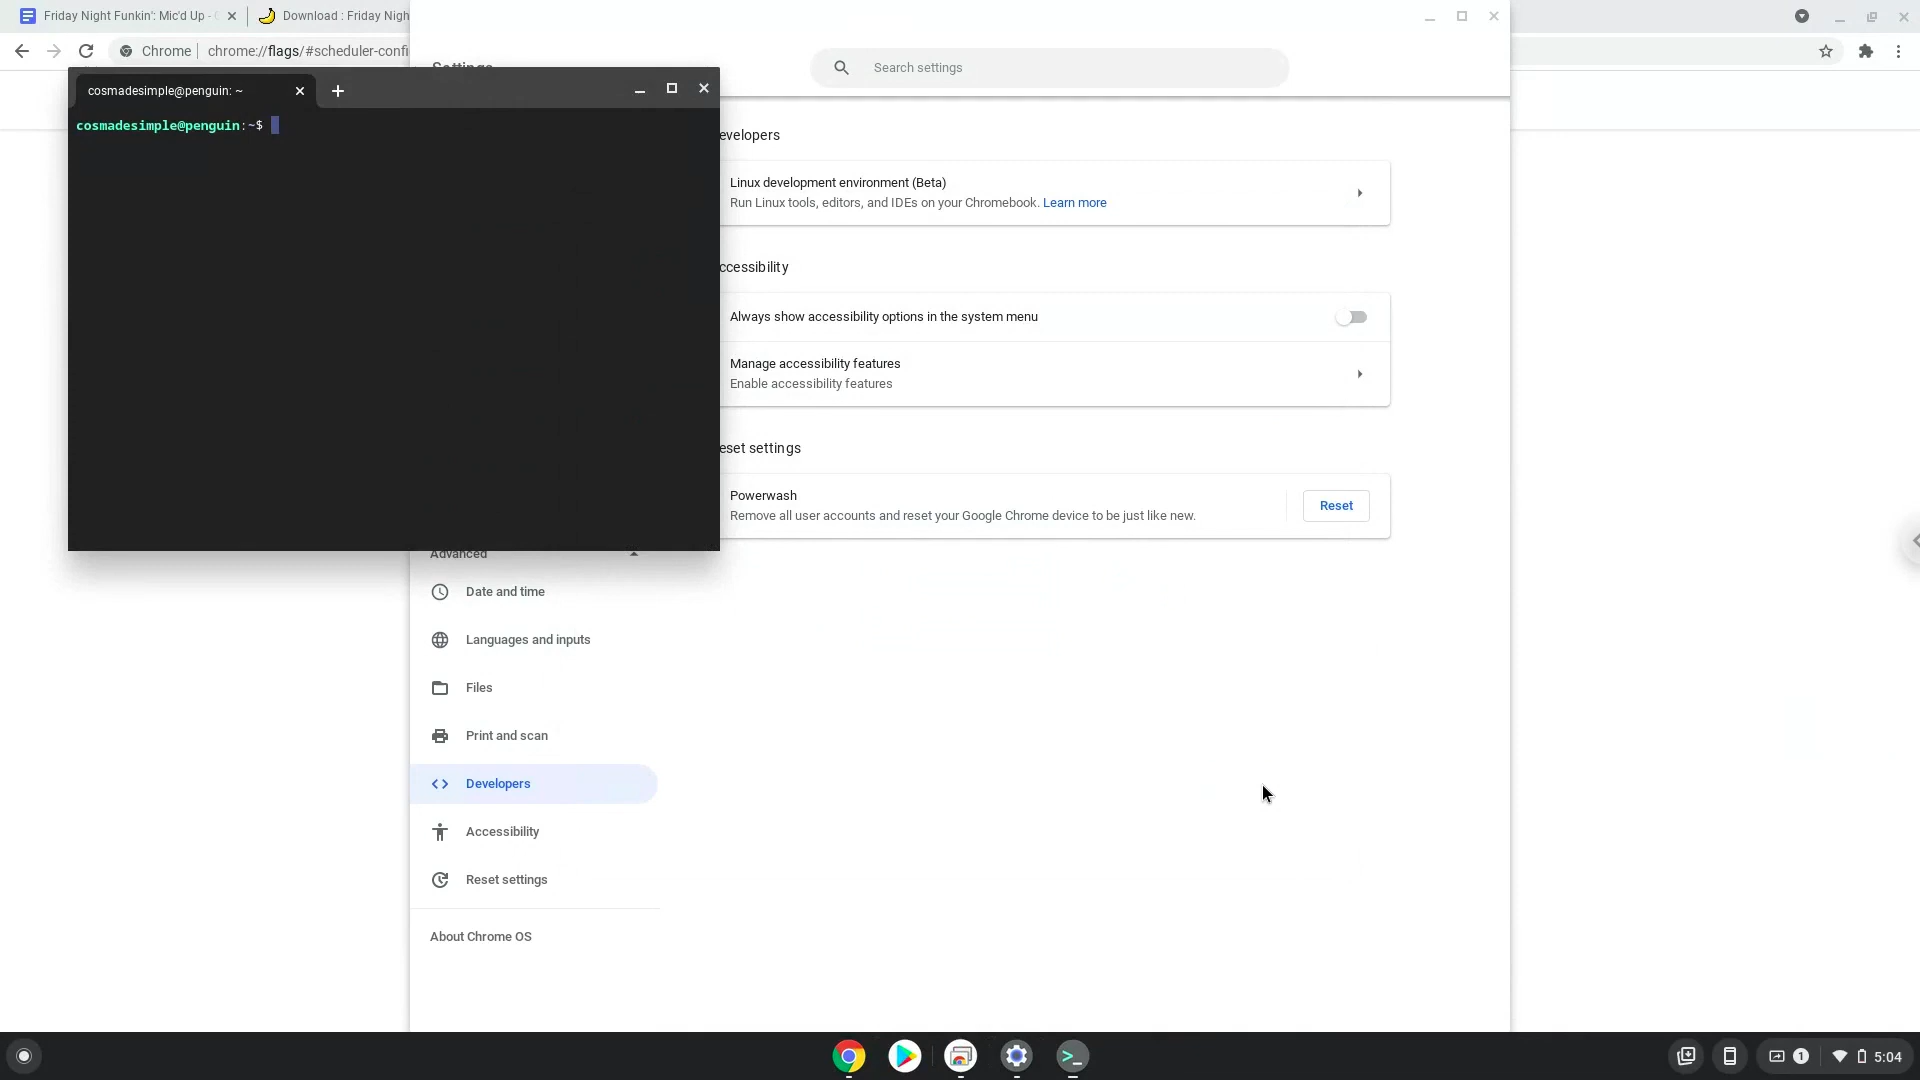 Friday Night Funkin': Mic'd Up -
Download : Friday Nigh
Chrome
chrome://flags/#scheduler-confi
Settings
Search settings
cosmadesimple@penguin: ~
cosmadesimple@penguin:~$
evelopers
Linux development environment (Beta)
Run Linux tools, editors, and IDEs on your Chromebook. Learn more
ccessibility
Always show accessibility options in the system menu
Manage accessibility features
Enable accessibility features
eset settings
Powerwash
Remove all user accounts and reset your Google Chrome device to be just like new.
Reset
Advanced
Date and time
Languages and inputs
Files
Print and scan
Developers
Accessibility
Reset settings
About Chrome OS
1
5:04